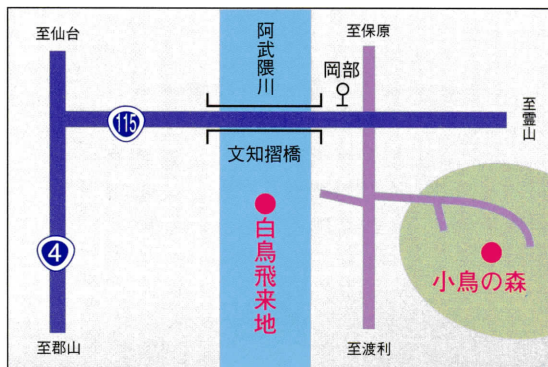 至仙台
阿武隈川
至保原
岡部
115
至霊山
文知摺橋
4
白鳥飛来地
小鳥の森
至郡山
至渡利